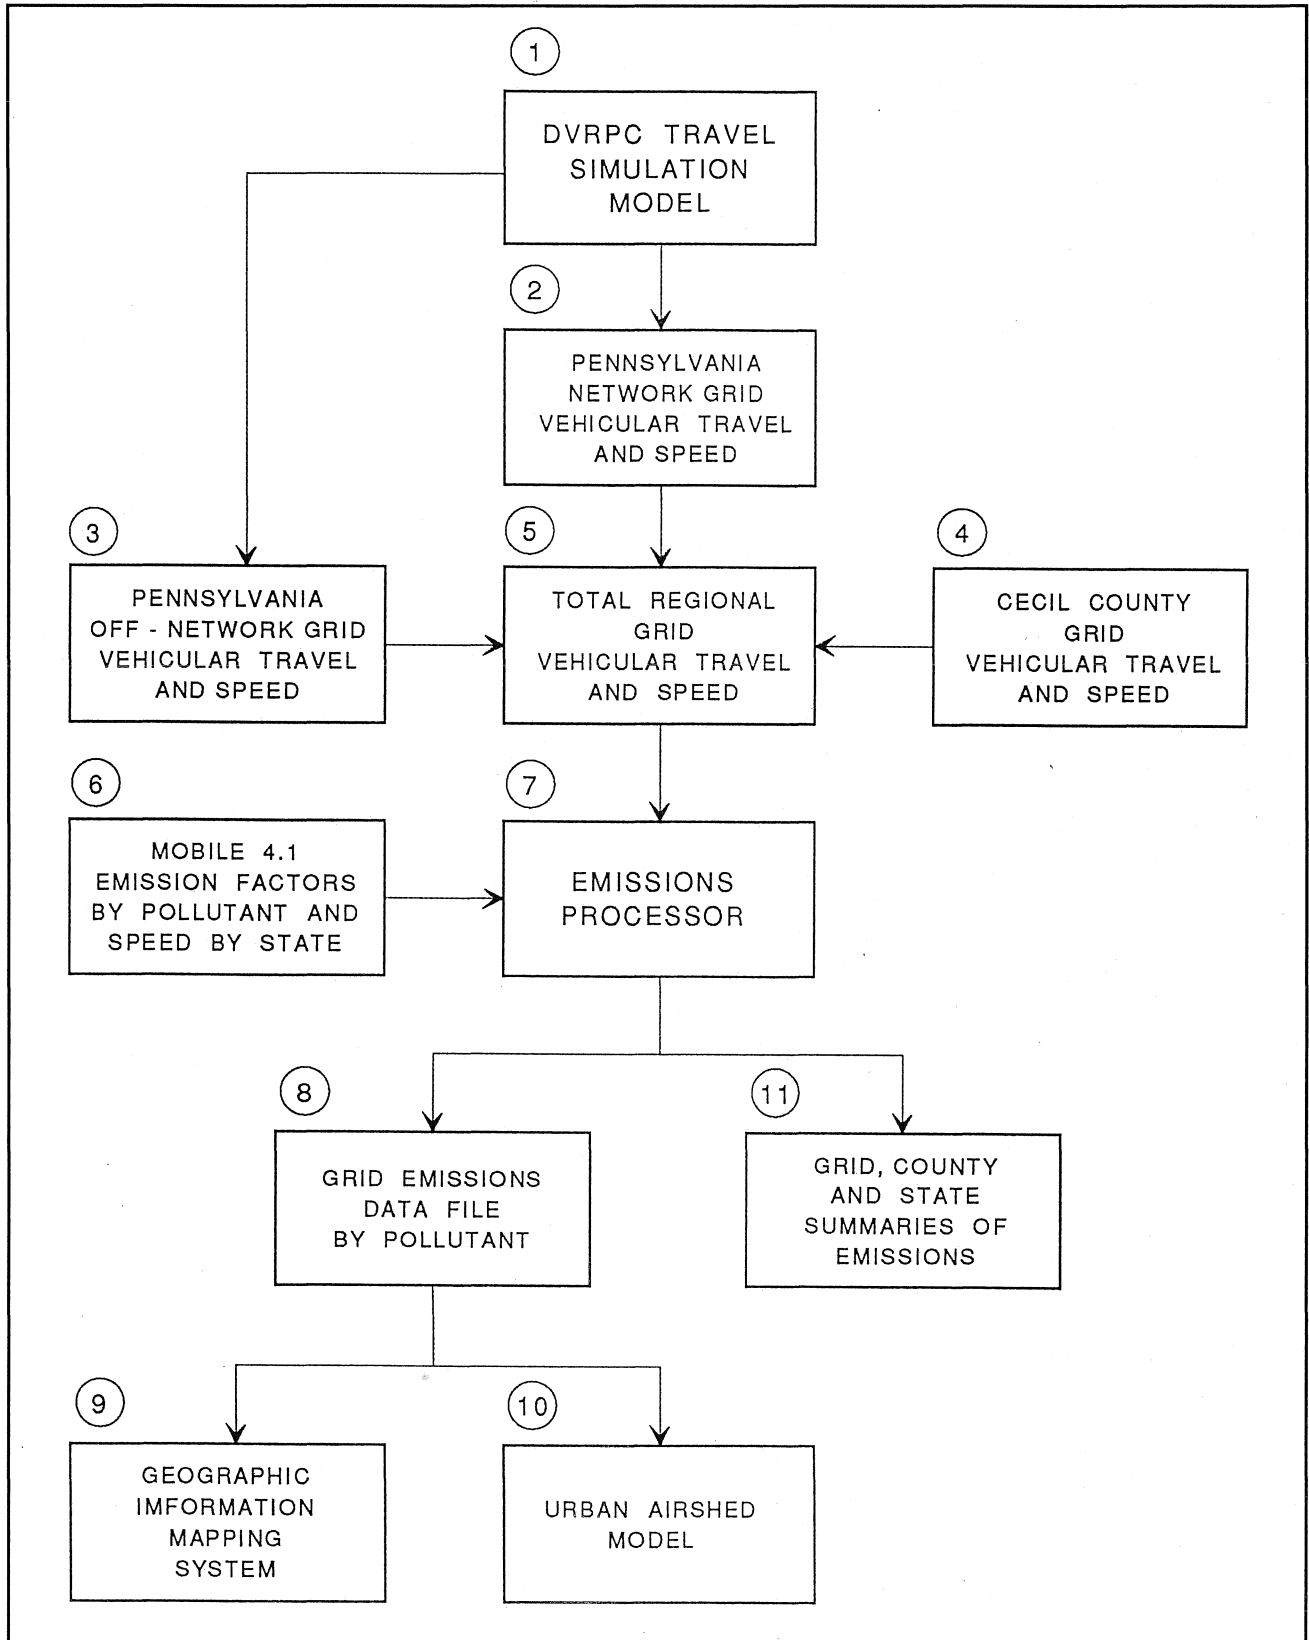 1
DVRPC TRAVEL
SIMULATION
MODEL
2
PENNSYLVANIA
NETWORK GRID
VEHICULAR TRAVEL
AND SPEED
3
PENNSYLVANIA
OFF - NETWORK GRID
VEHICULAR TRAVEL
AND SPEED
5
TOTAL REGIONAL
GRID
VEHICULAR TRAVEL
AND SPEED
4
CECIL COUNTY
GRID
VEHICULAR TRAVEL
AND SPEED
6
MOBILE 4.1
EMISSION FACTORS
BY POLLUTANT AND
SPEED BY STATE
7
EMISSIONS
PROCESSOR
8
GRID EMISSIONS
DATA FILE
BY POLLUTANT
11
GRID, COUNTY
AND STATE
SUMMARIES OF
EMISSIONS
9
GEOGRAPHIC
IMFORMATION
MAPPING
SYSTEM
10
URBAN AIRSHED
MODEL